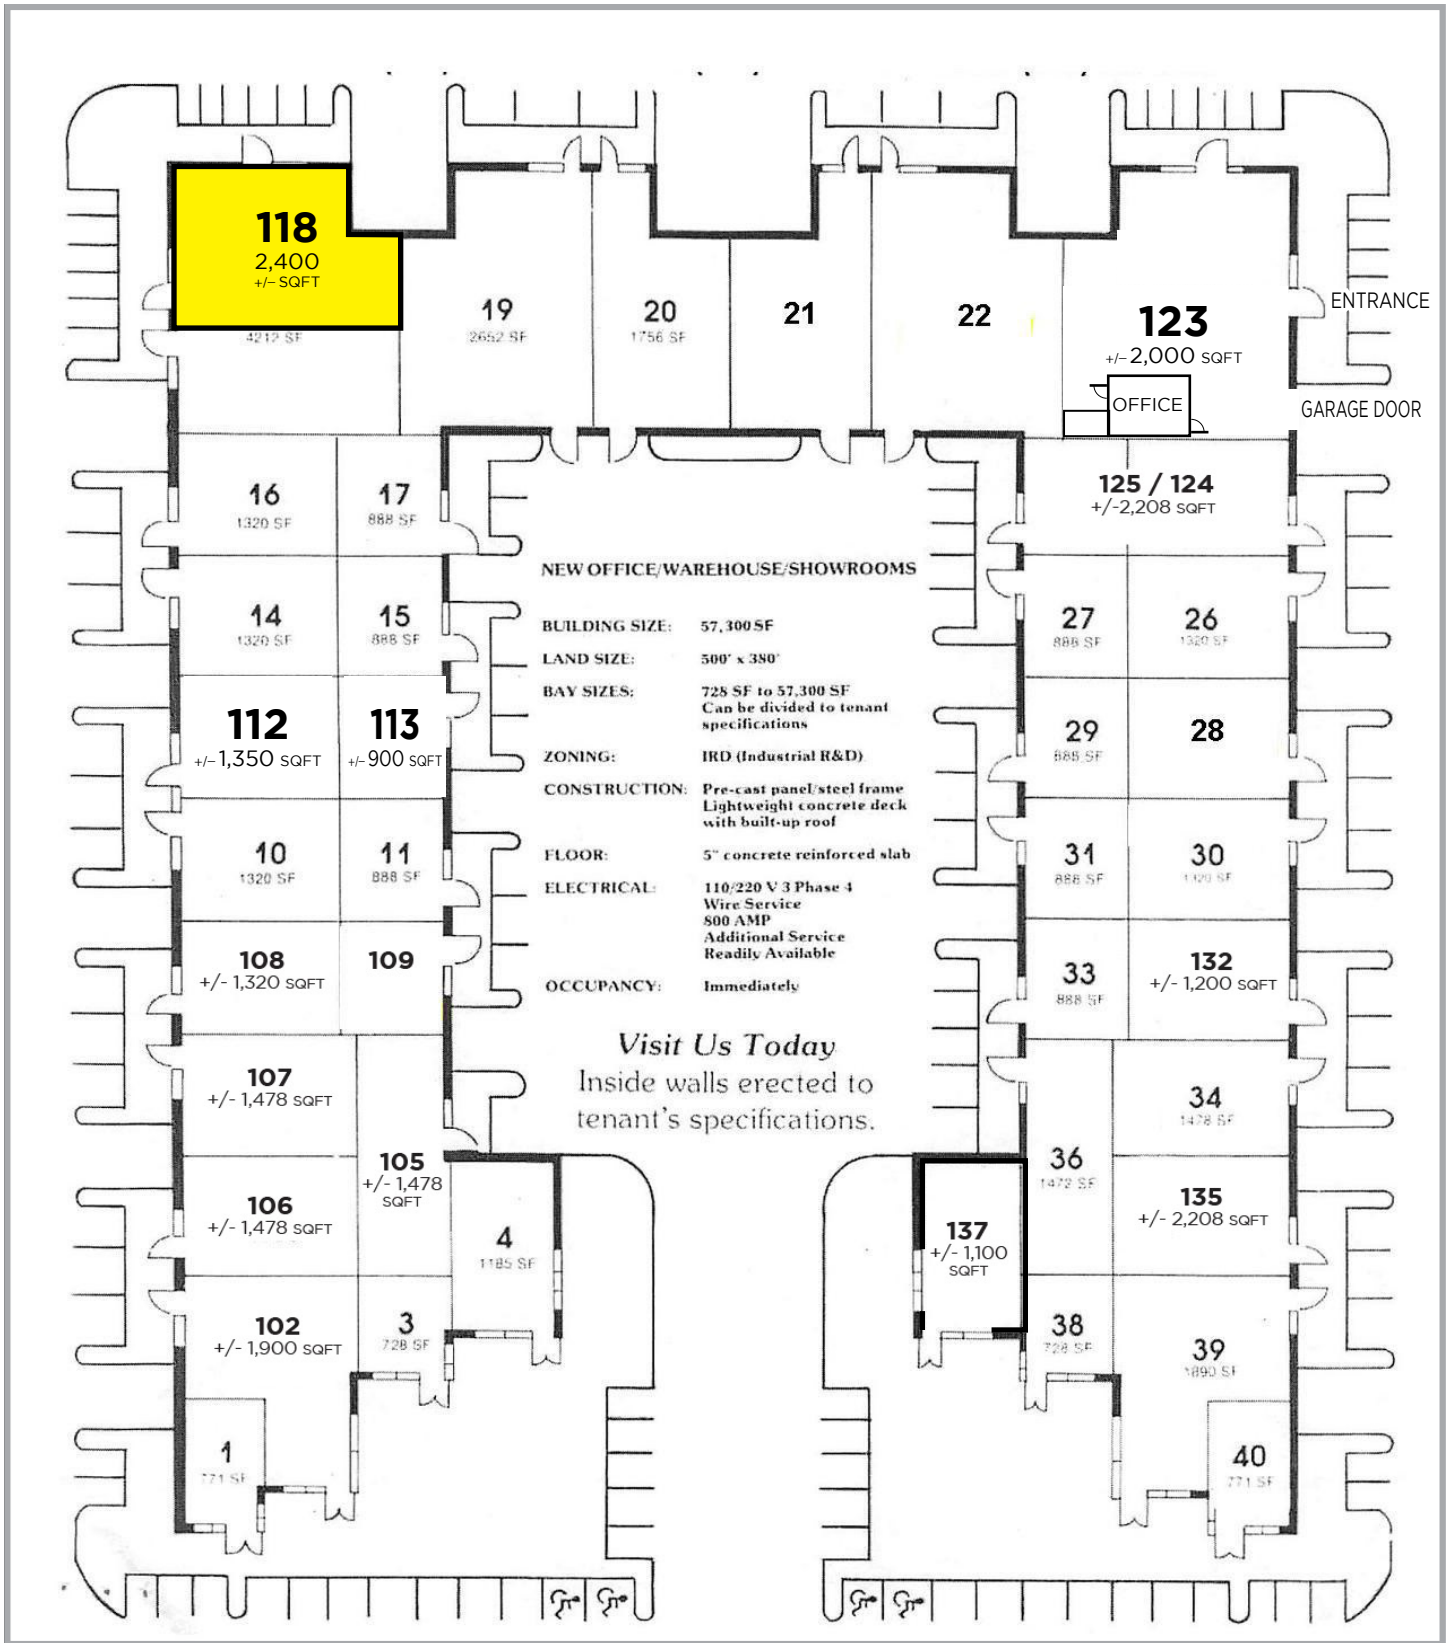 118
2,400
+/– SQFT
4212 SF
19
2652 SF
20
1756 SF
21
22
123
+/– 2,000 SQFT
OFFICE
ENTRANCE
GARAGE DOOR
16
1320 SF
17
888 SF
125 / 124
+/-2,208 SQFT
14
1320 SF
15
888 SF
27
888 SF
26
1320 SF
112
+/– 1,350 SQFT
113
+/– 900 SQFT
29
888 SF
28
10
1320 SF
11
888 SF
31
888 SF
30
1320 SF
108
+/- 1,320 SQFT
109
33
888 SF
132
+/- 1,200 SQFT
107
+/- 1,478 SQFT
34
1478 SF
105
+/- 1,478
SQFT
36
1472 SF
106
+/- 1,478 SQFT
135
+/- 2,208 SQFT
4
1185 SF
137
+/- 1,100
SQFT
102
+/- 1,900 SQFT
3
728 SF
38
728 SF
39
1890 SF
1
771 SF
40
771 SF
NEW OFFICE/WAREHOUSE/SHOWROOMS
BUILDING SIZE: 57,300 SF
LAND SIZE: 500' x 380'
BAY SIZES: 728 SF to 57,300 SF
Can be divided to tenant
specifications
ZONING: IRD (Industrial R&D)
CONSTRUCTION: Pre-cast panel/steel frame
Lightweight concrete deck
with built-up roof
FLOOR: 5" concrete reinforced slab
ELECTRICAL: 110/220 V 3 Phase 4
Wire Service
800 AMP
Additional Service
Readily Available
OCCUPANCY: Immediately
Visit Us Today
Inside walls erected to
tenant's specifications.